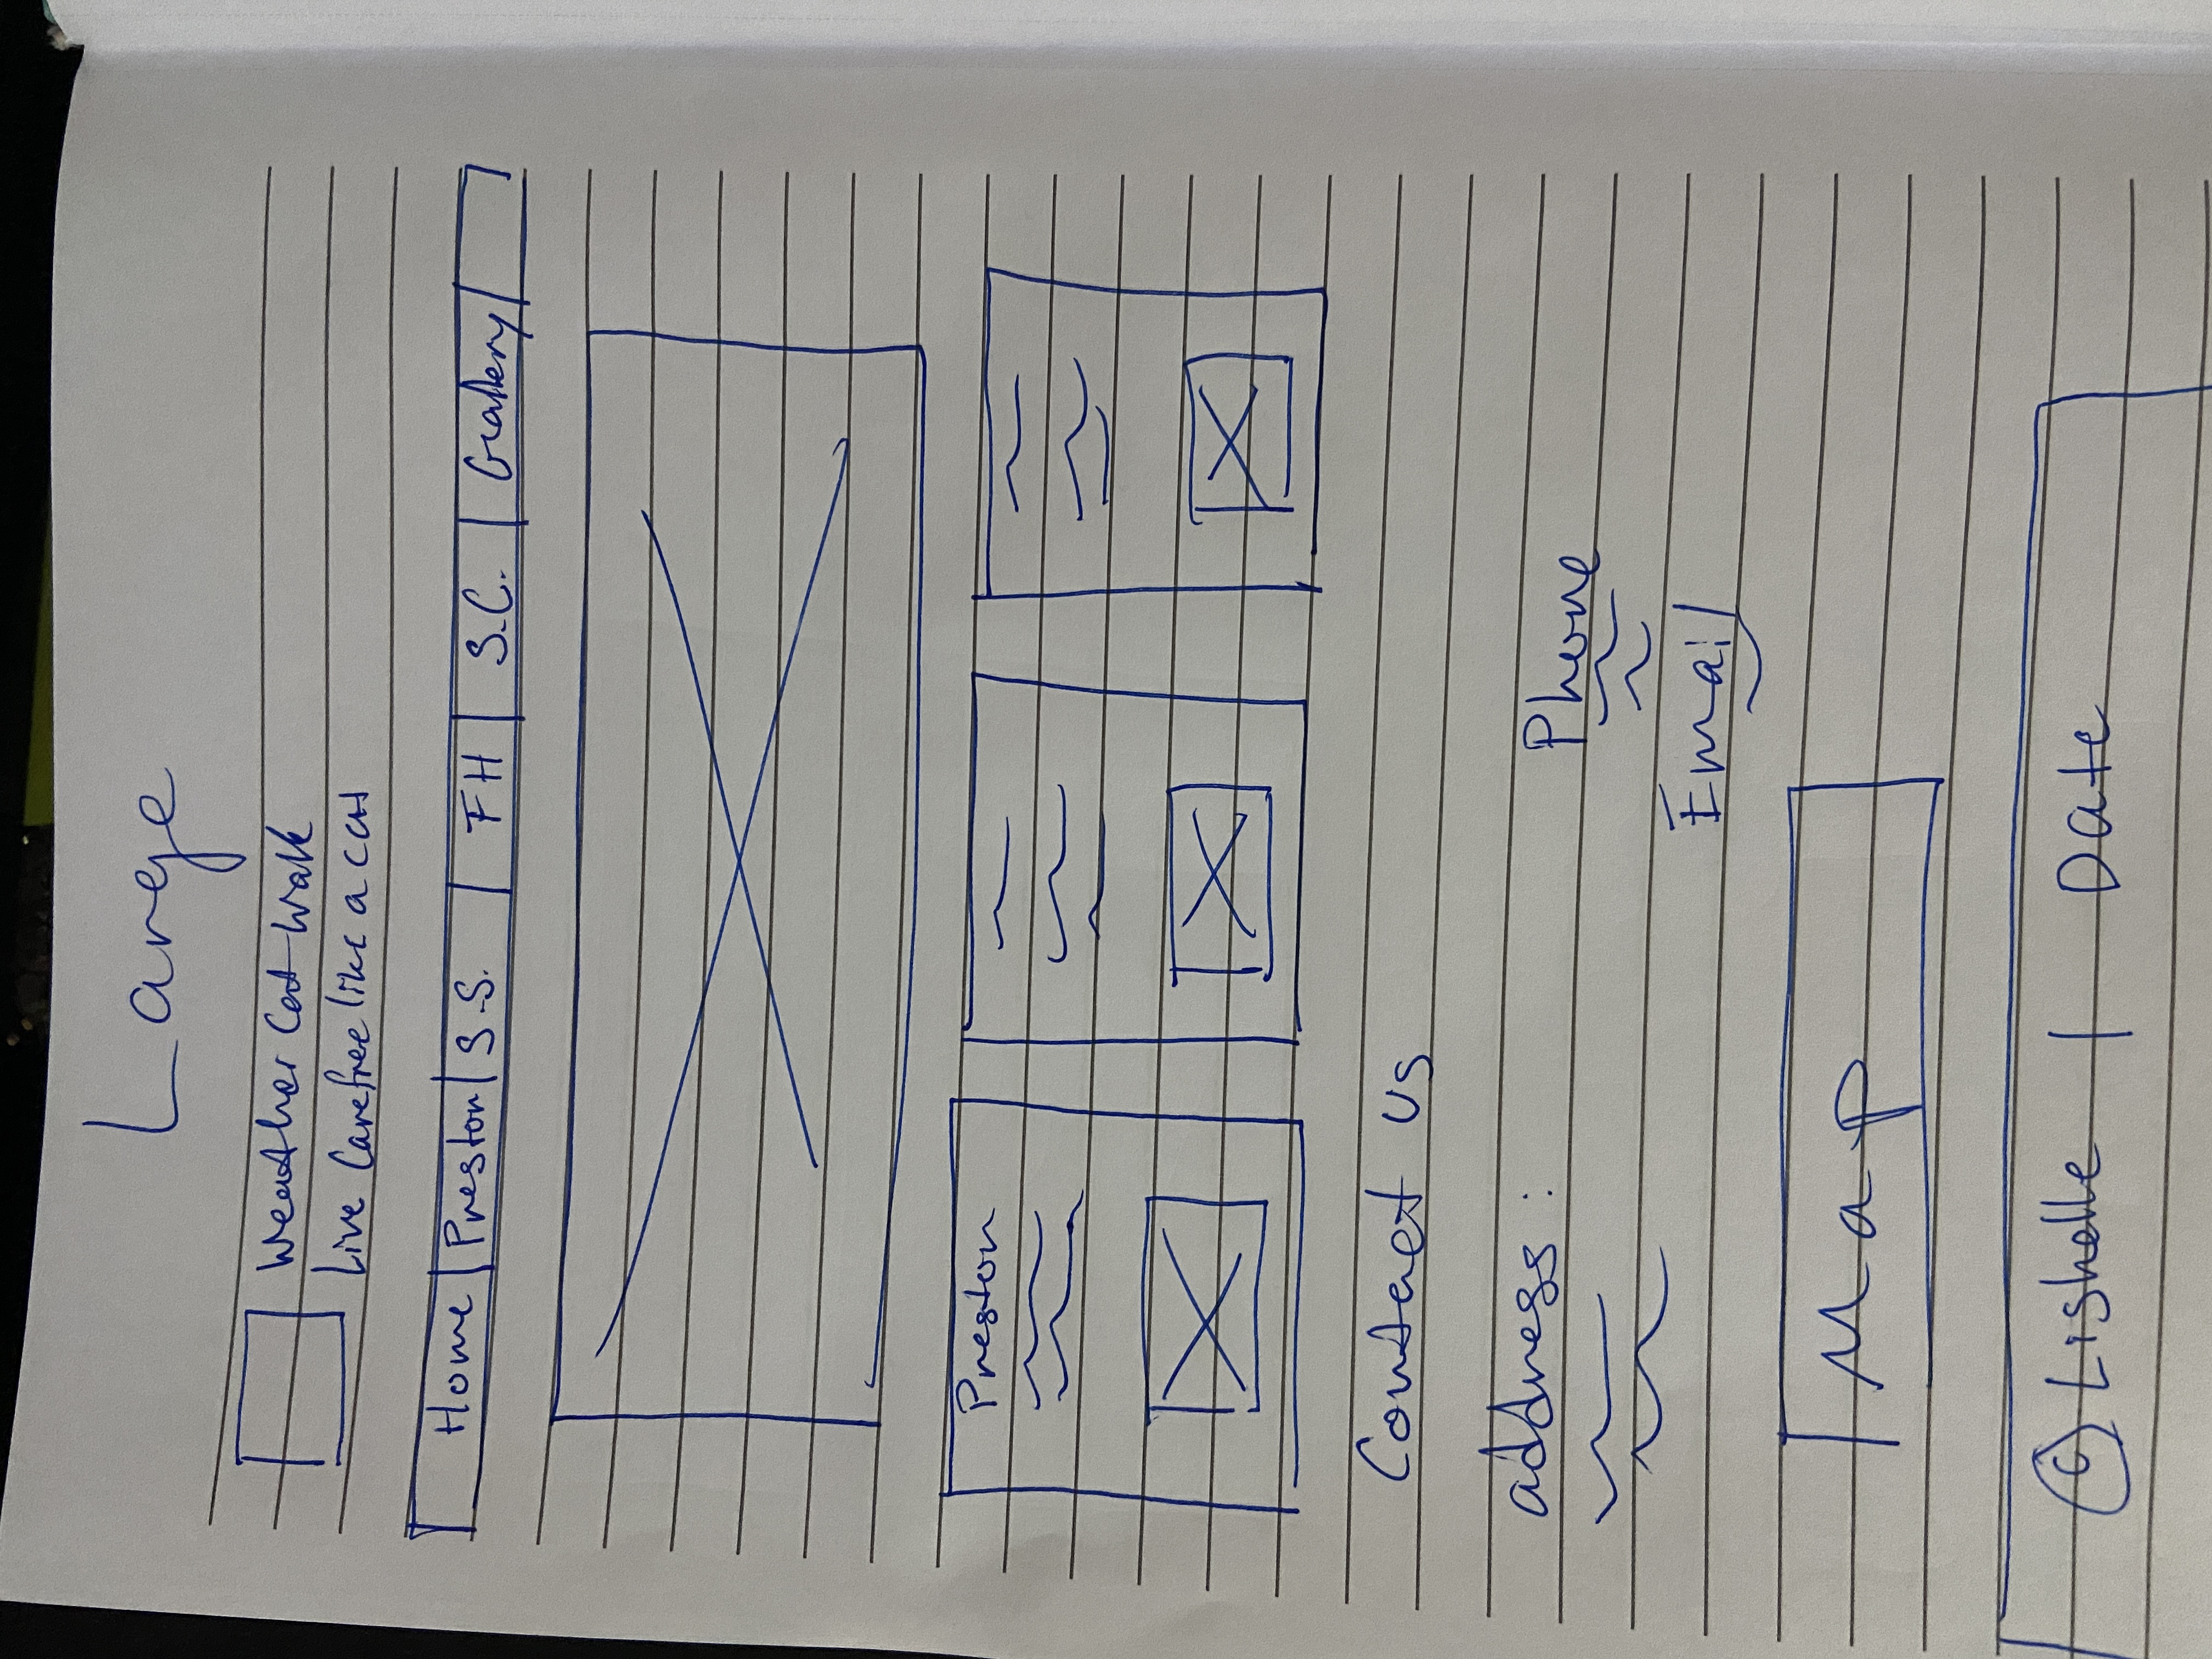 Large
Weather Cat Walk
Live Carefree like a cat
Home Preston S.S. FH S.C. Gallery
Preston
Contact us
address :
Phone
Email
Map
© Lishelle | Date